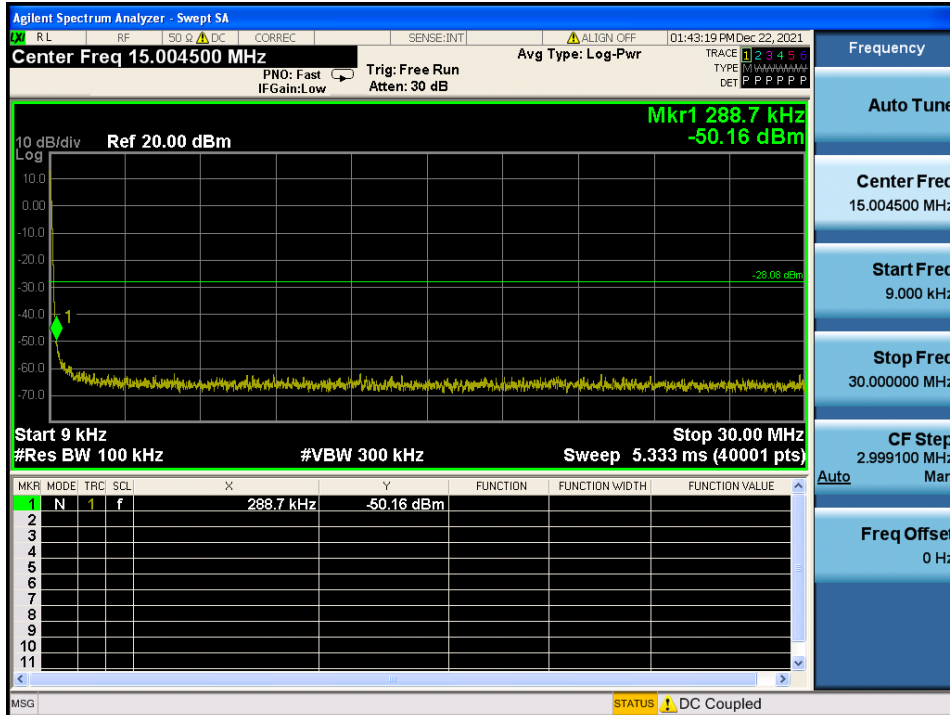 Agilent Spectrum Analyzer - Swept SA
LXI RL RF 50 Ω DC CORREC SENSE:INT ALIGN OFF 01:43:19 PM Dec 22, 2021
Center Freq 15.004500 MHz
PNO: Fast
IFGain:Low
Trig: Free Run
Atten: 30 dB
Avg Type: Log-Pwr
TRACE 1 2 3 4 5 6
TYPE MWWWWW
DET P P P P P P
Mkr1 288.7 kHz
-50.16 dBm
10 dB/div Ref 20.00 dBm
Log
10.0
0.00
-10.0
-20.0
-28.08 dBm
-30.0
-40.0
1
-50.0
-60.0
-70.0
Start 9 kHz Stop 30.00 MHz
#Res BW 100 kHz #VBW 300 kHz Sweep 5.333 ms (40001 pts)
MKR MODE TRC SCL X Y FUNCTION FUNCTION WIDTH FUNCTION VALUE
1 N 1 f 288.7 kHz -50.16 dBm
2
3
4
5
6
7
8
9
10
11
MSG STATUS DC Coupled
Frequency
Auto Tune
Center Freq
15.004500 MHz
Start Freq
9.000 kHz
Stop Freq
30.000000 MHz
CF Step
2.999100 MHz
Auto Man
Freq Offset
0 Hz